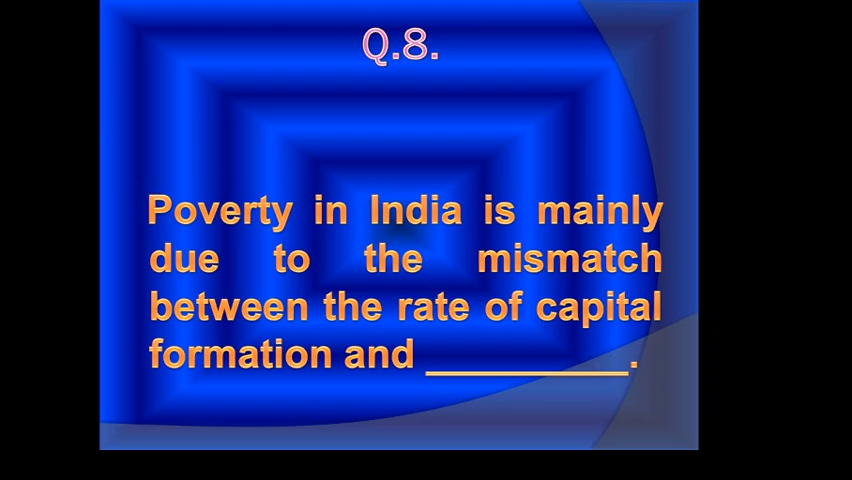 Q.8.
Poverty in India is mainly
due to the mismatch
between the rate of capital
formation and __________.